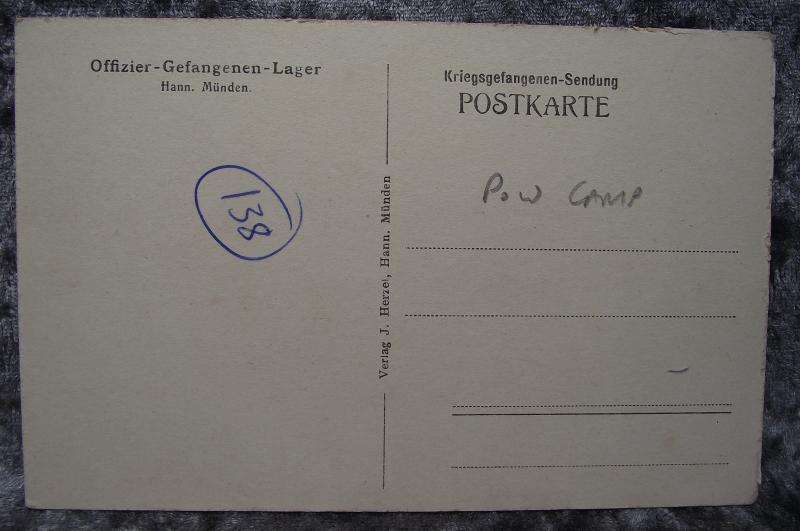 Offizier-Gefangenen-Lager
Hann. Münden.
138
Verlag J. Herzel, Hann. Münden
Kriegsgefangenen-Sendung
POSTKARTE
POW CAMP